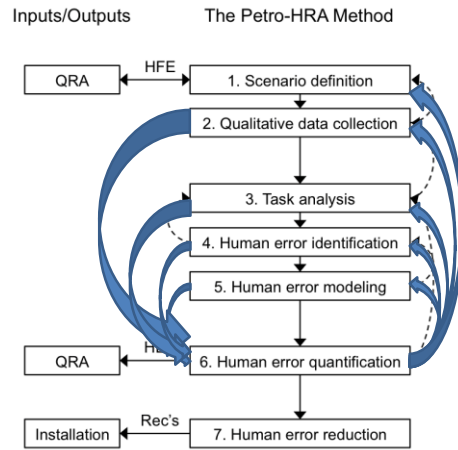 Inputs/Outputs The Petro-HRA Method
QRA HFE 1. Scenario definition
2. Qualitative data collection
3. Task analysis
4. Human error identification
5. Human error modeling
QRA 6. Human error quantification
Installation Rec's 7. Human error reduction